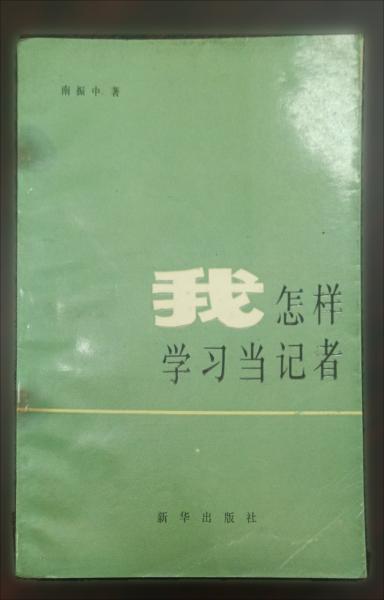 南振中 著
我怎样
学习当记者
新华出版社